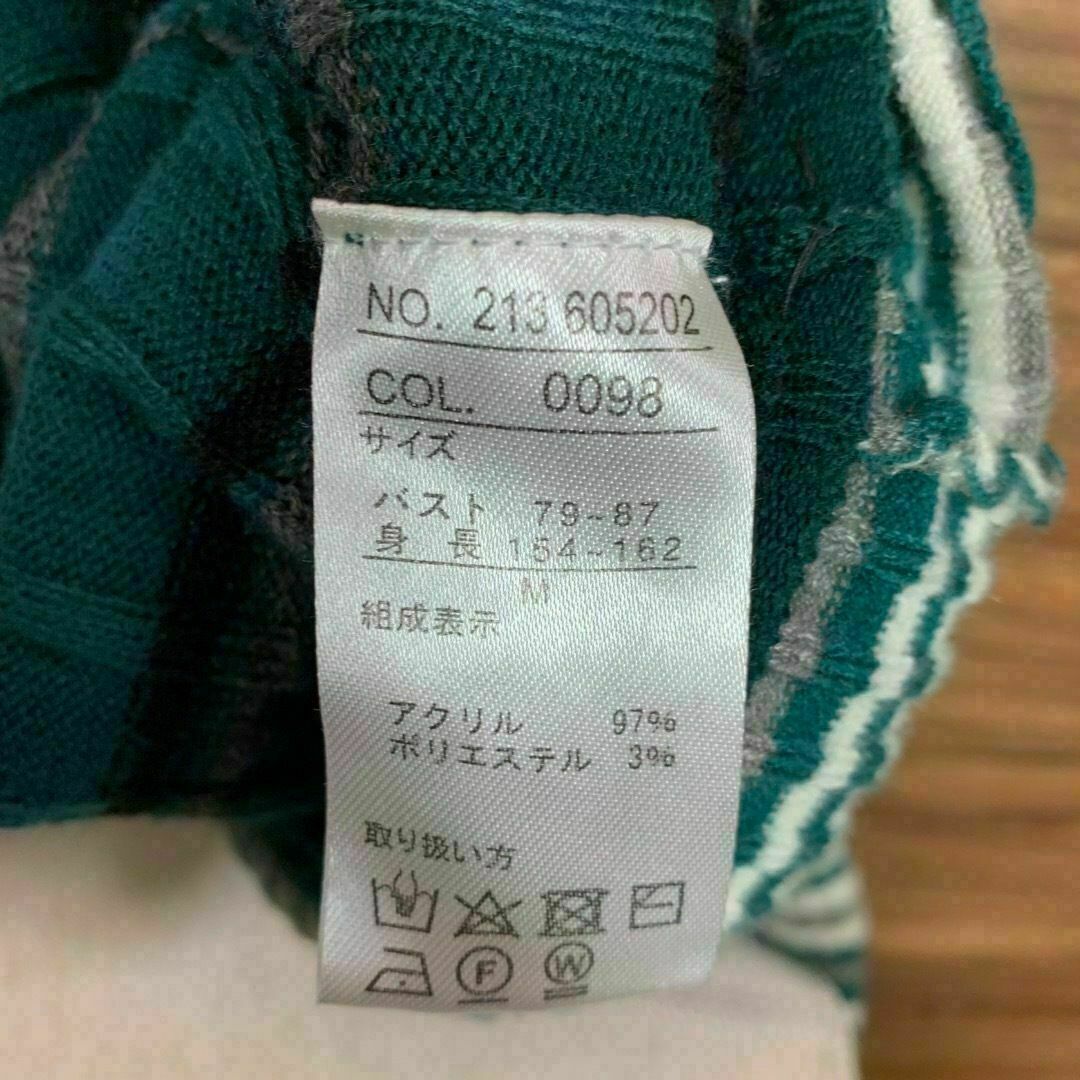 NO. 213 605202
COL. 0098
サイズ
バスト 79~87
身 長 154~162
M
組成表示
アクリル 97%
ポリエステル 3%
取り扱い方
F W